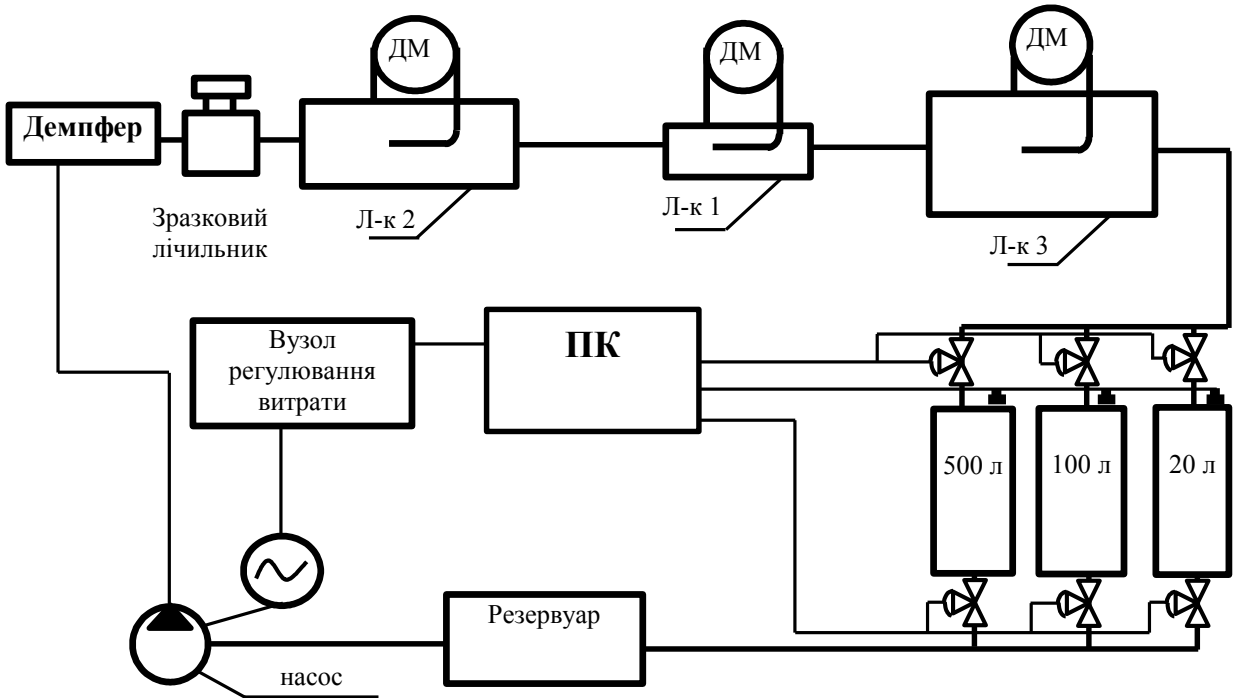 ДМ
ДМ
ДМ
Демпфер
Зразковий
лічильник
Л-к 2
Л-к 1
Л-к 3
Вузол
регулювання
витрати
ПК
500 л
100 л
20 л
Резервуар
насос